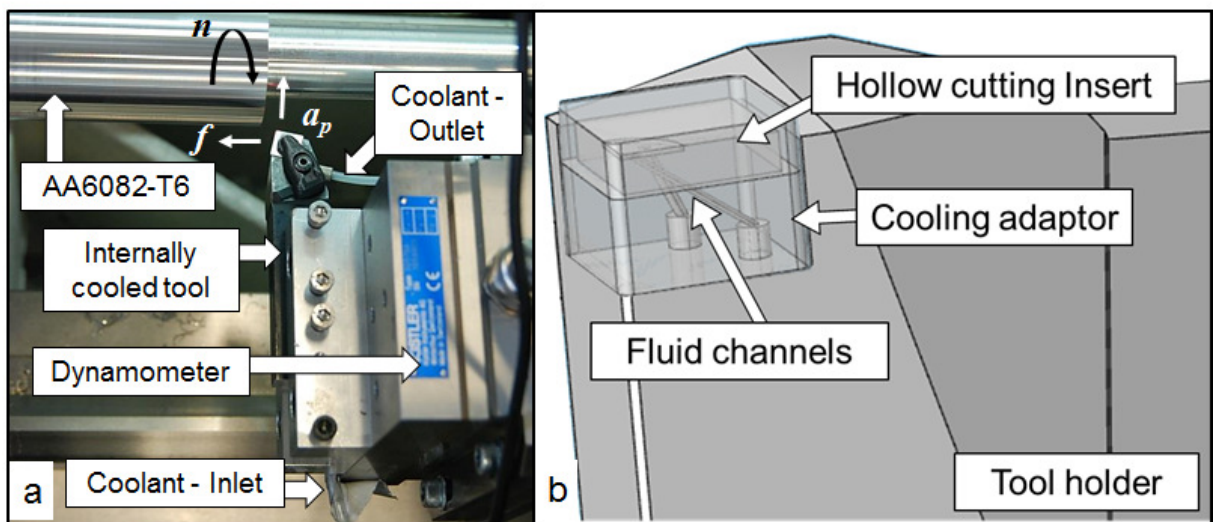 n
Coolant -
Outlet
a_p
f
AA6082-T6
Internally
cooled tool
Dynamometer
Coolant - Inlet
a
Hollow cutting Insert
Cooling adaptor
Fluid channels
Tool holder
b